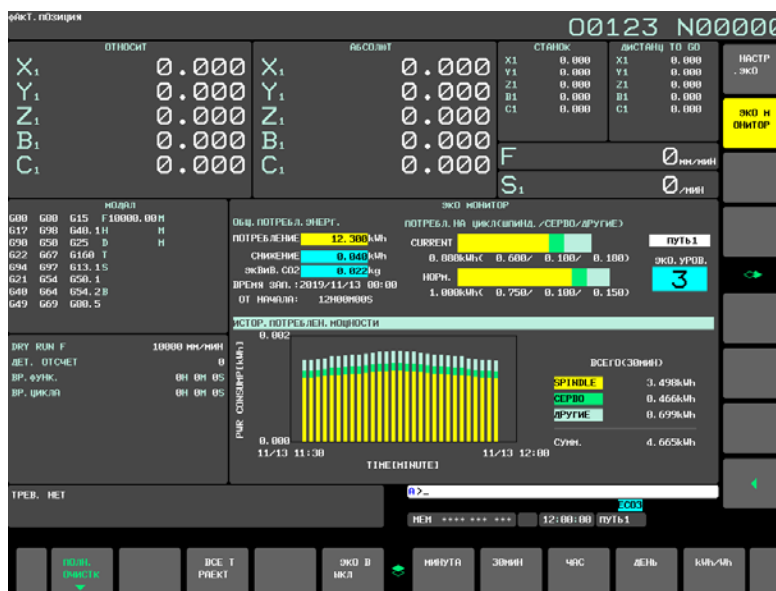 ФАКТ. ПОЗИЦИЯ
O0123 N00000
ОТНОСИТ
X1 0.000
Y1 0.000
Z1 0.000
B1 0.000
C1 0.000
АБСОЛЮТ
X1 0.000
Y1 0.000
Z1 0.000
B1 0.000
C1 0.000
СТАНОК
X1 0.000
Y1 0.000
Z1 0.000
B1 0.000
C1 0.000
ДИСТАНЦ TO GO
X1 0.000
Y1 0.000
Z1 0.000
B1 0.000
C1 0.000
F 0мм/мин
S1 0/мин
НАСТР
.ЭКО
ЭКО М
ОНИТОР
МОДАЛ
G00 G80 G15 F10000.00M
G17 G98 G40.1H M
G90 G50 G25 D M
G22 G67 G160 T
G94 G97 G13.1S
G21 G54 G50.1
G40 G64 G54.2B
G49 G69 G80.5
DRY RUN F 10000 мм/мин
ДЕТ. ОТСЧЕТ 0
ВР.ФУНК. 0H 0M 0S
ВР.ЦИКЛА 0H 0M 0S
ЭКО МОНИТОР
ОБЩ.ПОТРЕБЛ.ЭНЕРГ.
ПОТРЕБЛЕНИЕ 12.300kWh
СНИЖЕНИЕ 0.040kWh
ЭКВИВ.CO2 0.022kg
ВРЕМЯ ЗАП.:2019/11/13 00:00
ОТ НАЧАЛА: 12H00M00S
ПОТРЕБЛ.НА ЦИКЛ(ШПИНД./СЕРВО/ДРУГИЕ)
CURRENT
0.800kWh( 0.600/ 0.100/ 0.100)
НОРМ.
1.000kWh( 0.750/ 0.100/ 0.150)
ПУТЬ1
ЭКО.УРОВ.
3
ИСТОР.ПОТРЕБЛЕН.МОЩНОСТИ
0.002
PWR CONSUMP[kWh]
0.000
11/13 11:30
11/13 12:00
TIME[MINUTE]
ВСЕГО(30МИН)
SPINDLE 3.498kWh
СЕРВО 0.466kWh
ДРУГИЕ 0.699kWh
СУММ. 4.665kWh
ТРЕВ. НЕТ
A>_
ECO3
MEM **** *** *** 12:00:00 ПУТЬ1
ПОЛН.
ОЧИСТК
ВСЕ Т
РАЕКТ
ЭКО В
МКЛ
МИНУТА
30МИН
ЧАС
ДЕНЬ
kWh/Wh